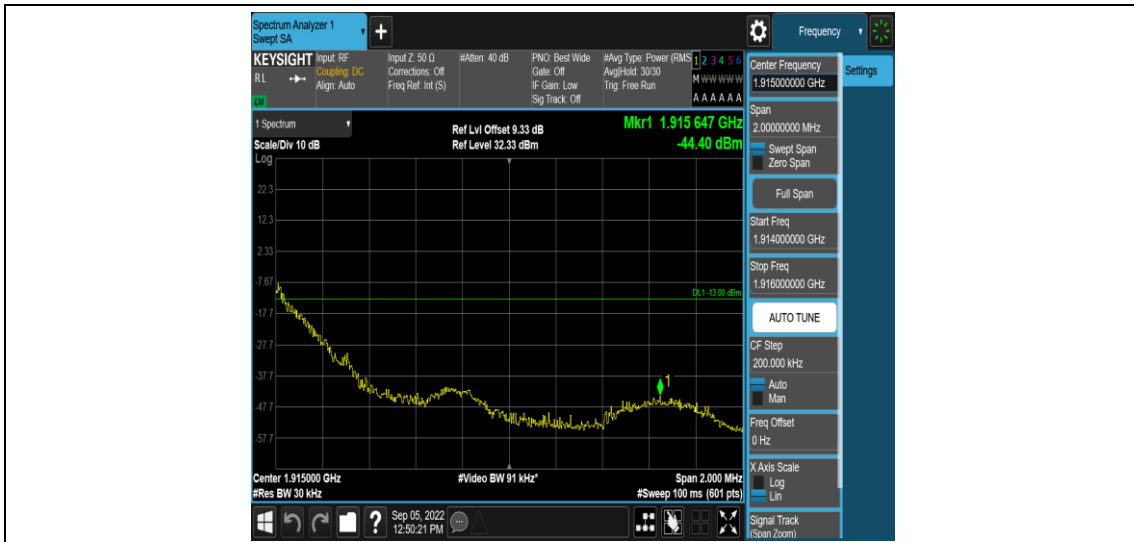 Spectrum Analyzer 1
Swept SA
+
Frequency
KEYSIGHT
RL
LXI
Input: RF
Coupling: DC
Align: Auto
Input Z: 50 Ω
Corrections: Off
Freq Ref: Int (S)
#Atten: 40 dB
PNO: Best Wide
Gate: Off
IF Gain: Low
Sig Track: Off
#Avg Type: Power (RMS
Avg|Hold: 30/30
Trig: Free Run
1 2 3 4 5 6
M W W W W W
A A A A A A
1 Spectrum
Scale/Div 10 dB
Ref Lvl Offset 9.33 dB
Ref Level 32.33 dBm
Mkr1 1.915 647 GHz
-44.40 dBm
Log
22.3
12.3
2.33
-7.67
DL1 -13.00 dBm
-17.7
-27.7
-37.7
1
-47.7
-57.7
Center 1.915000 GHz
#Video BW 91 kHz*
Span 2.000 MHz
#Res BW 30 kHz
#Sweep 100 ms (601 pts)
Center Frequency
1.915000000 GHz
Settings
Span
2.00000000 MHz
Swept Span
Zero Span
Full Span
Start Freq
1.914000000 GHz
Stop Freq
1.916000000 GHz
AUTO TUNE
CF Step
200.000 kHz
Auto
Man
Freq Offset
0 Hz
X Axis Scale
Log
Lin
Signal Track
(Span Zoom)
?
Sep 05, 2022
12:50:21 PM